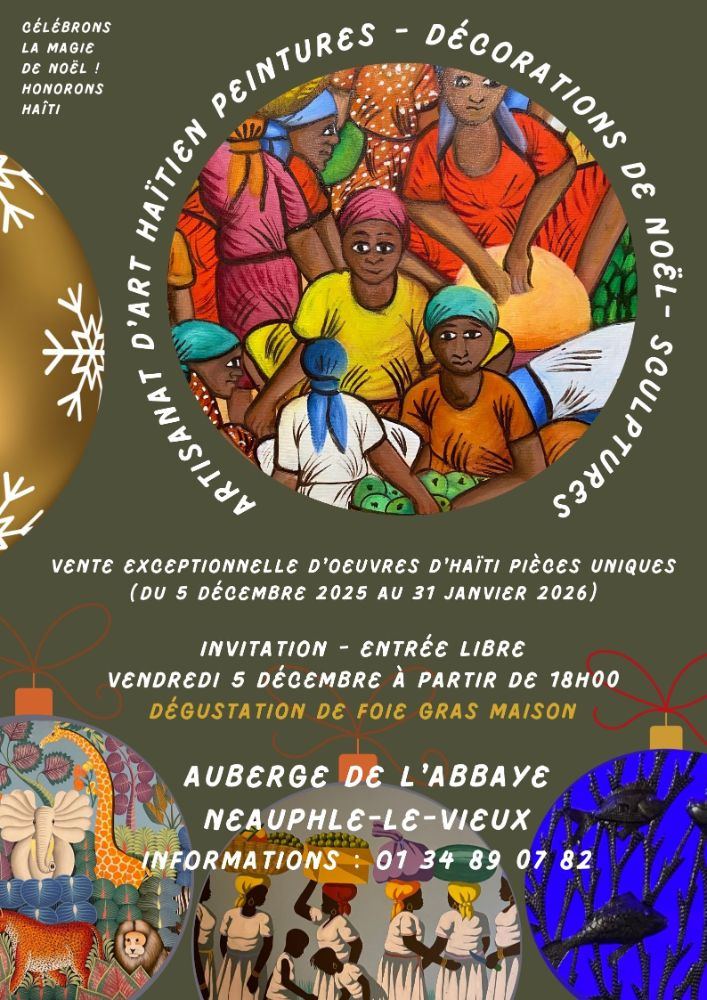 CÉLÉBRONS
LA MAGIE
DE NOËL !
HONORONS
HAÏTI
ARTISANAT D'ART HAÏTIEN PEINTURES - DÉCORATIONS DE NOËL- SCULPTURES
VENTE EXCEPTIONNELLE D'OEUVRES D'HAÏTI PIÈCES UNIQUES
(DU 5 DÉCEMBRE 2025 AU 31 JANVIER 2026)
INVITATION - ENTRÉE LIBRE
VENDREDI 5 DÉCEMBRE À PARTIR DE 18H00
DÉGUSTATION DE FOIE GRAS MAISON
AUBERGE DE L'ABBAYE
NEAUPHLE-LE-VIEUX
INFORMATIONS : 01 34 89 07 82